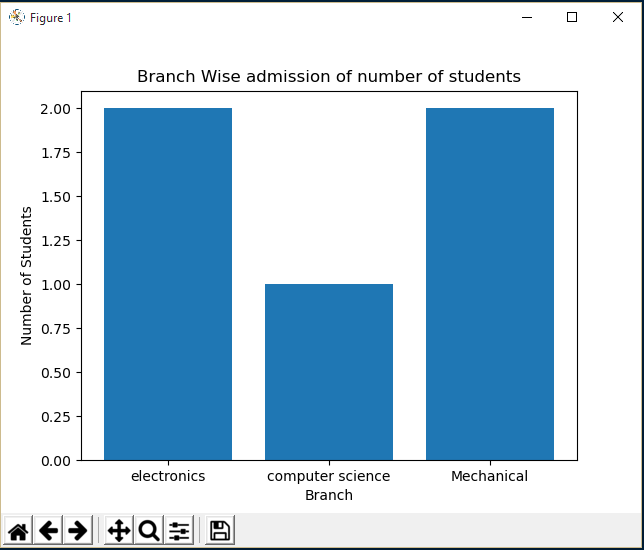 Figure 1
Branch Wise admission of number of students
2.00
1.75
1.50
1.25
1.00
0.75
0.50
0.25
0.00
Number of Students
electronics computer science Mechanical
Branch